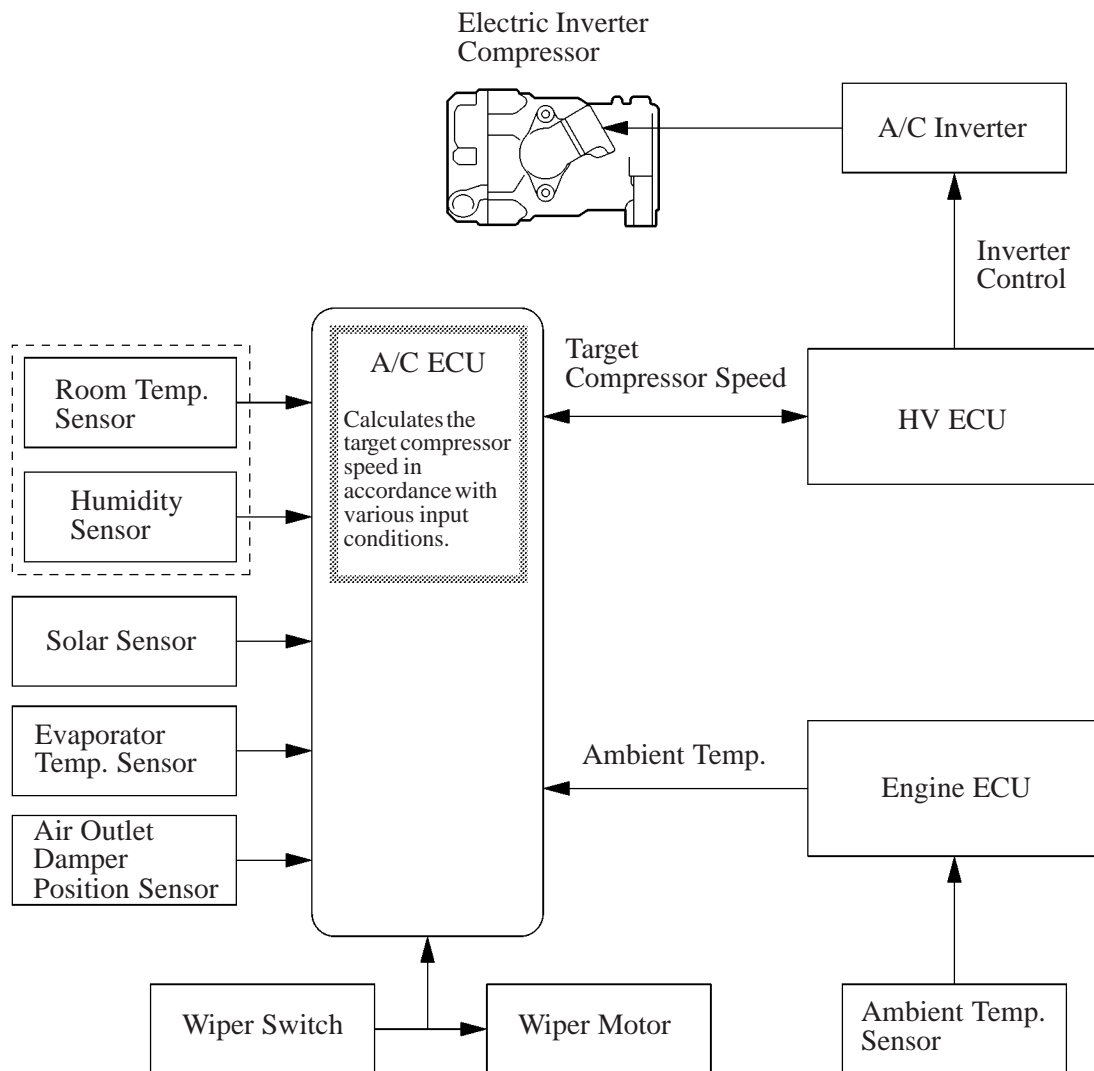 Electric Inverter
Compressor
A/C Inverter
Inverter
Control
Room Temp.
Sensor
Humidity
Sensor
Solar Sensor
Evaporator
Temp. Sensor
Air Outlet
Damper
Position Sensor
A/C ECU
Calculates the
target compressor
speed in
accordance with
various input
conditions.
Target
Compressor Speed
HV ECU
Ambient Temp.
Engine ECU
Wiper Switch
Wiper Motor
Ambient Temp.
Sensor